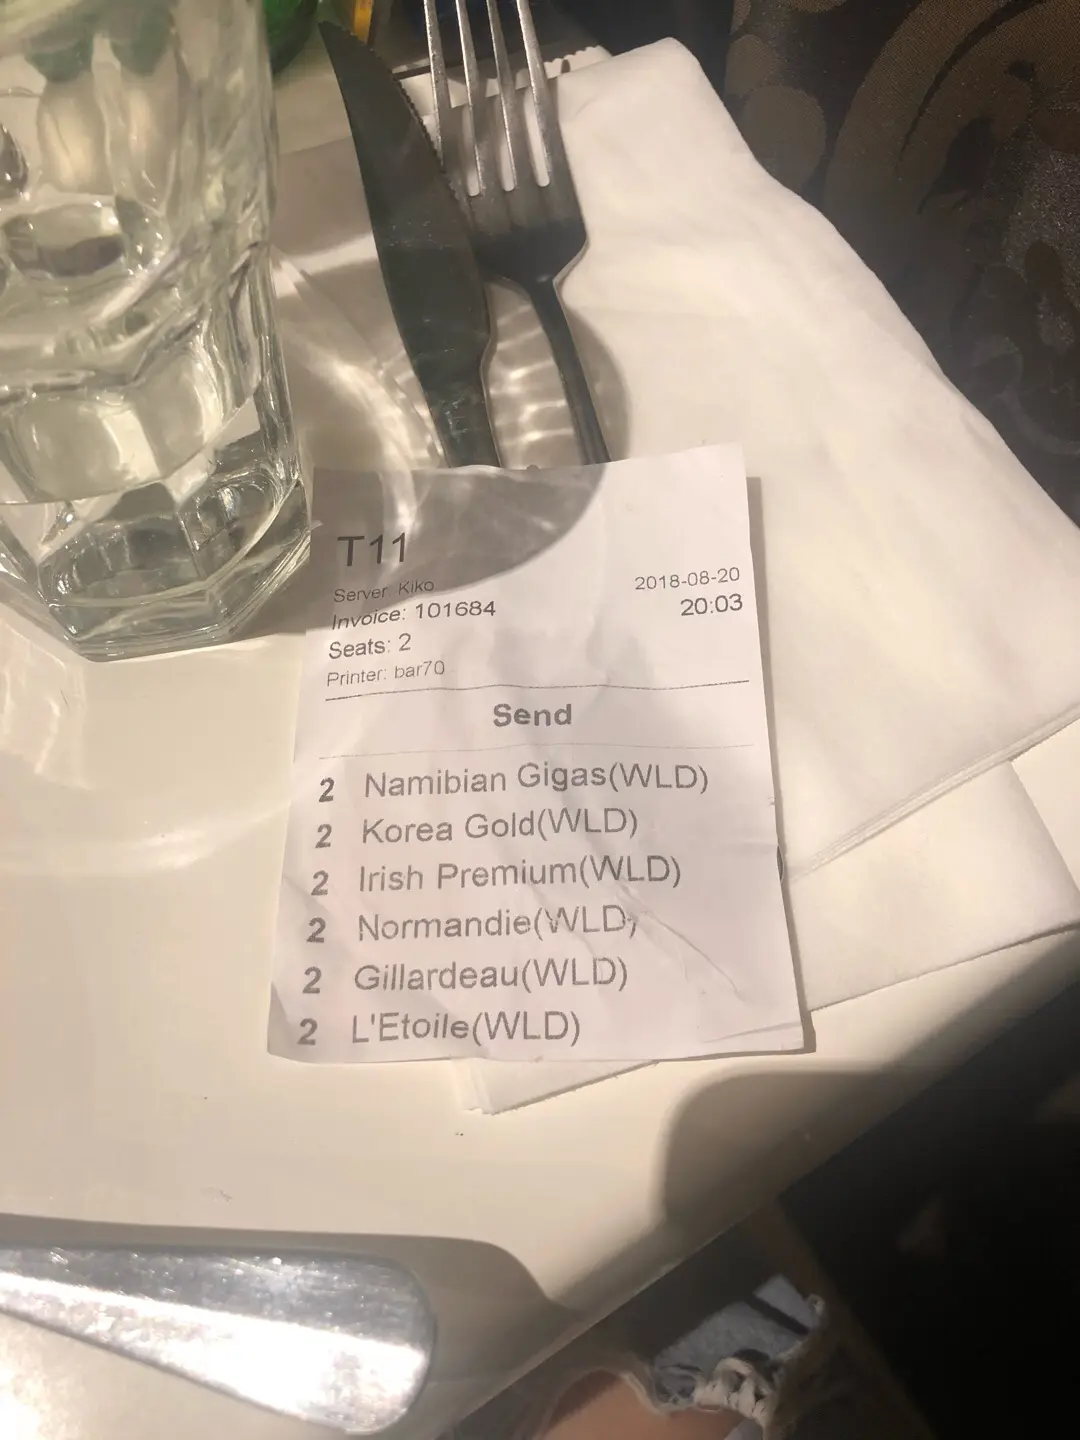 T11
Server: Kiko 2018-08-20
Invoice: 101684 20:03
Seats: 2
Printer: bar70
Send
2 Namibian Gigas(WLD)
2 Korea Gold(WLD)
2 Irish Premium(WLD)
2 Normandie(WLD)
2 Gillardeau(WLD)
2 L'Etoile(WLD)